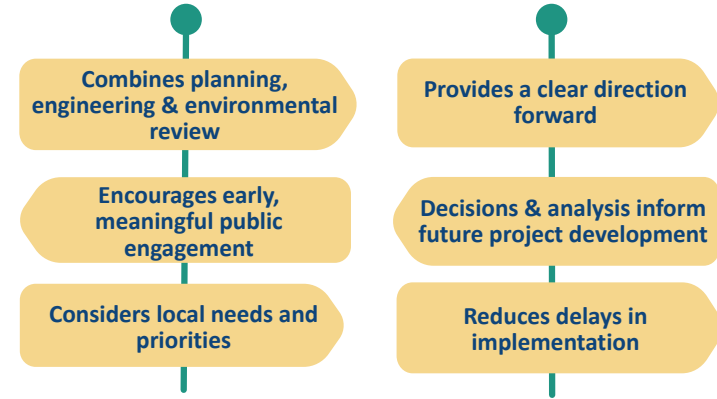 Combines planning,
engineering & environmental
review
Encourages early,
meaningful public
engagement
Considers local needs and
priorities
Provides a clear direction
forward
Decisions & analysis inform
future project development
Reduces delays in
implementation